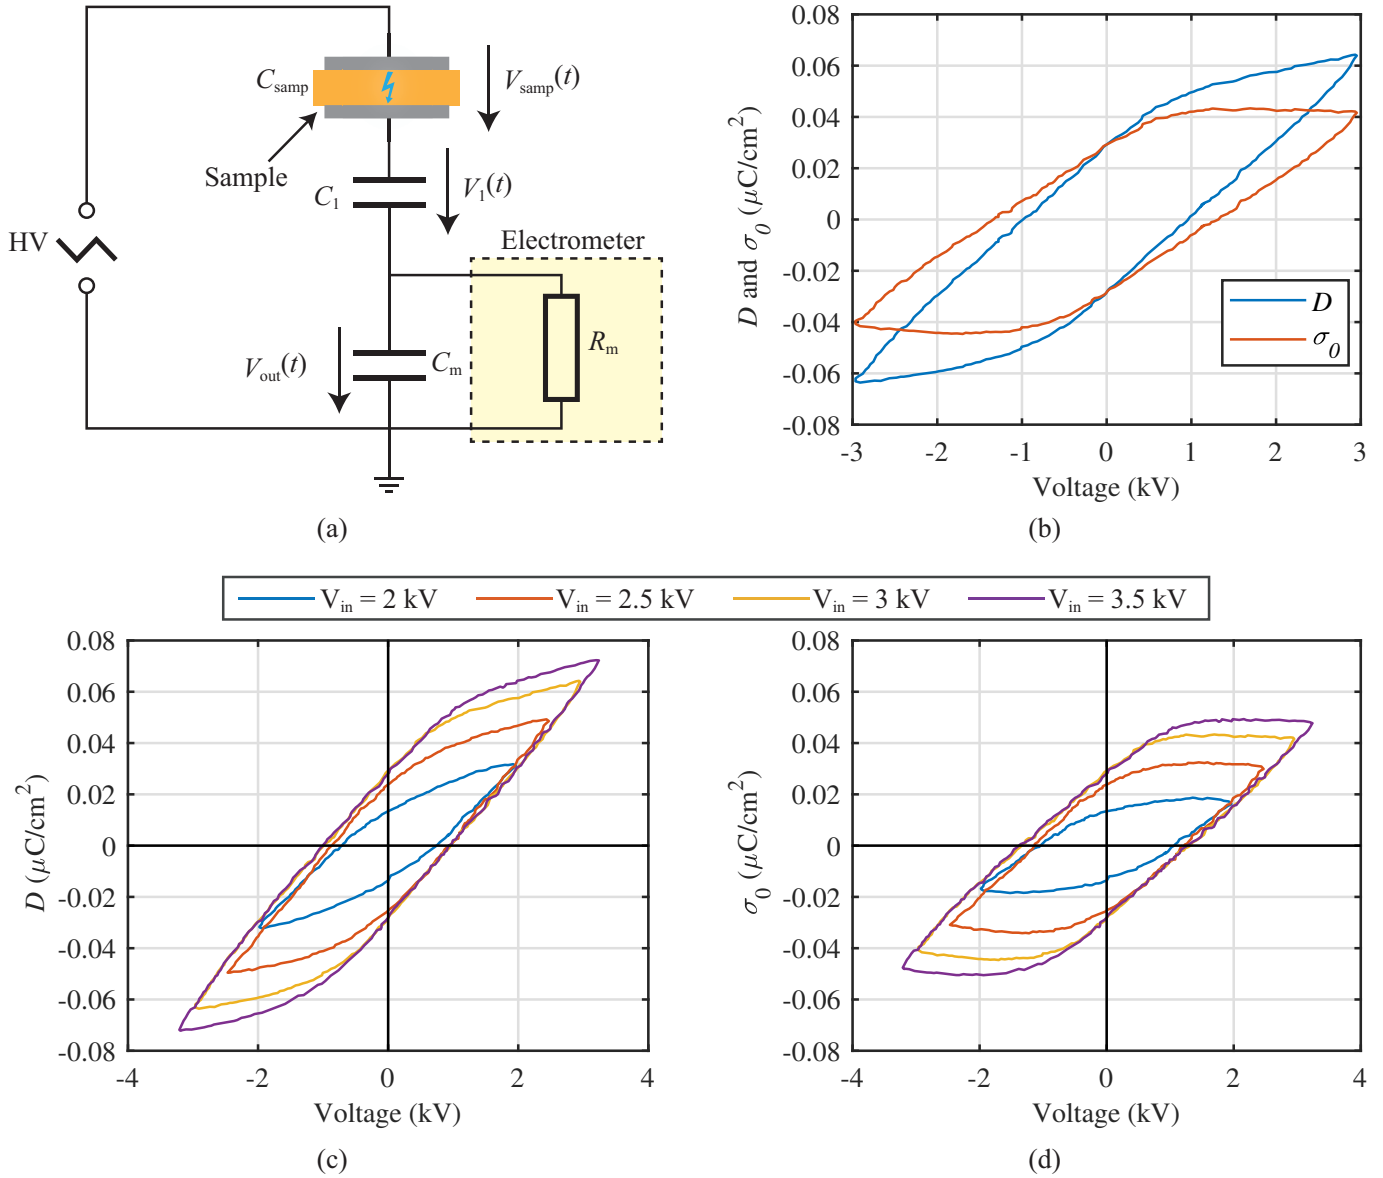 C_samp
V_samp(t)
Sample
C_1
V_1(t)
HV
Electrometer
R_m
V_out(t)
C_m
(a)
D and σ_0 (μC/cm^2)
0.08
0.06
0.04
0.02
0
-0.02
-0.04
-0.06
-0.08
D
σ_0
-3 -2 -1 0 1 2 3
Voltage (kV)
(b)
V_in = 2 kV V_in = 2.5 kV V_in = 3 kV V_in = 3.5 kV
D (μC/cm^2)
0.08
0.06
0.04
0.02
0
-0.02
-0.04
-0.06
-0.08
-4 -2 0 2 4
Voltage (kV)
(c)
σ_0 (μC/cm^2)
0.08
0.06
0.04
0.02
0
-0.02
-0.04
-0.06
-0.08
-4 -2 0 2 4
Voltage (kV)
(d)